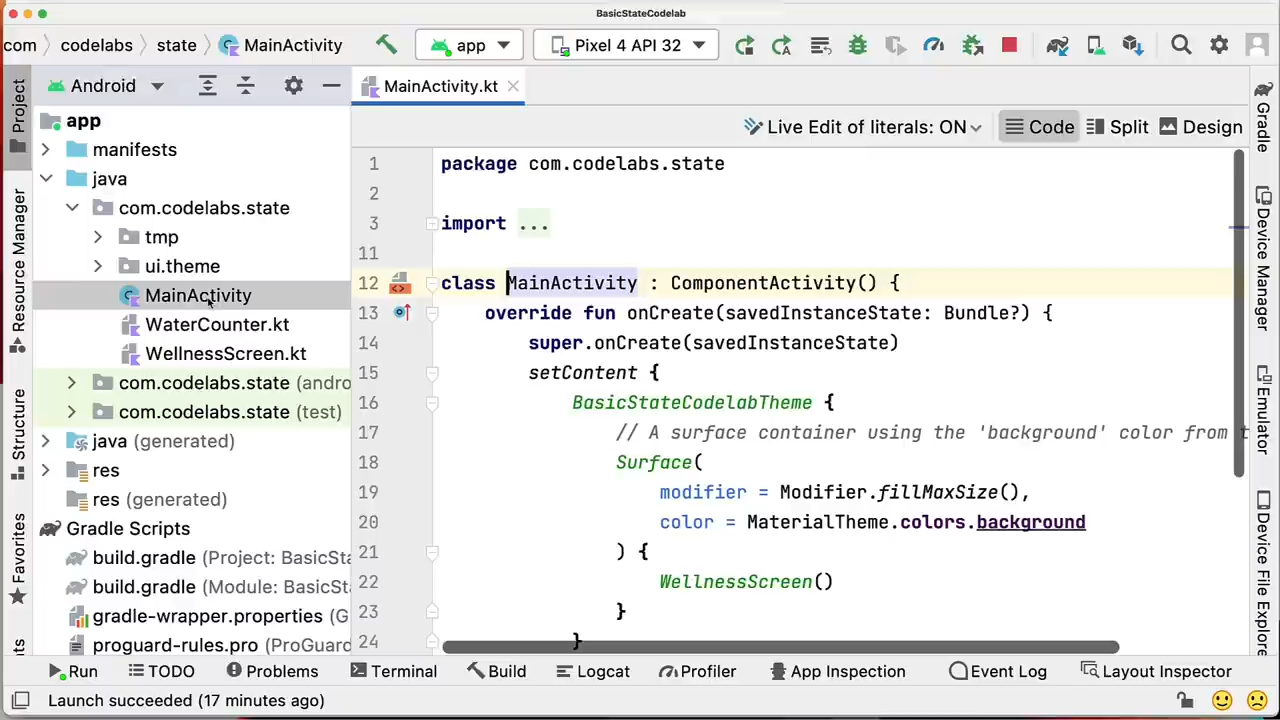 BasicStateCodelab
com
codelabs
state
MainActivity
app
Pixel 4 API 32
Project
Resource Manager
Structure
Favorites
Android
app
manifests
java
com.codelabs.state
tmp
ui.theme
MainActivity
WaterCounter.kt
WellnessScreen.kt
com.codelabs.state (andro
com.codelabs.state (test)
java (generated)
res
res (generated)
Gradle Scripts
build.gradle (Project: BasicSta
build.gradle (Module: BasicSta
gradle-wrapper.properties (G
proguard-rules.pro (ProGuard
MainActivity.kt
Live Edit of literals: ON
Code
Split
Design
1 package com.codelabs.state
2
3 import ...
11
12 class MainActivity : ComponentActivity() {
13 override fun onCreate(savedInstanceState: Bundle?) {
14 super.onCreate(savedInstanceState)
15 setContent {
16 BasicStateCodelabTheme {
17 // A surface container using the 'background' color from t
18 Surface(
19 modifier = Modifier.fillMaxSize(),
20 color = MaterialTheme.colors.background
21 ) {
22 WellnessScreen()
23 }
24 }
Gradle
Device Manager
Emulator
Device File Explore
Run
TODO
Problems
Terminal
Build
Logcat
Profiler
App Inspection
Event Log
Layout Inspector
Launch succeeded (17 minutes ago)